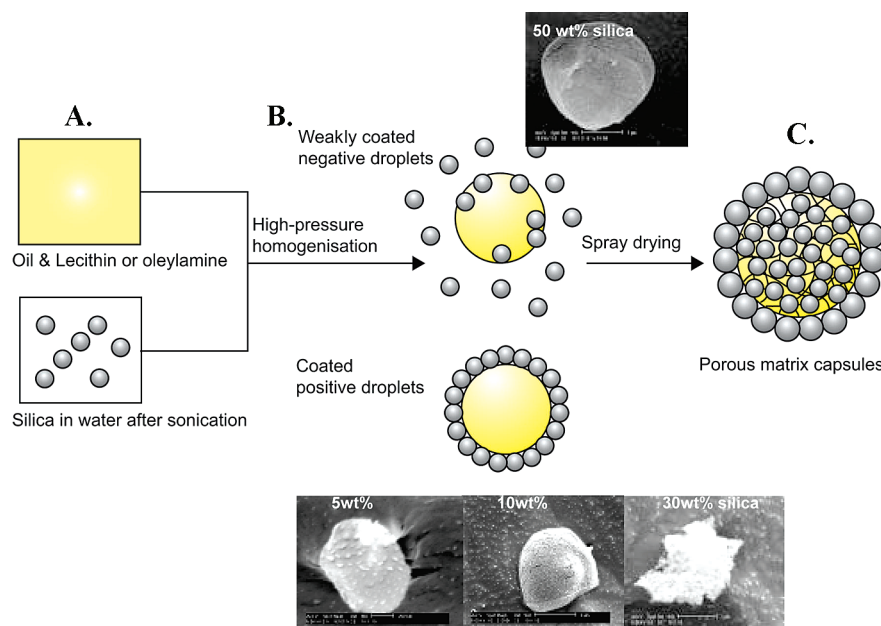 50 wt% silica
A.
B.
C.
Weakly coated
negative droplets
High-pressure
homogenisation
Spray drying
Oil & Lecithin or oleylamine
Porous matrix capsules
Coated
positive droplets
Silica in water after sonication
5wt%
10wt%
30wt% silica